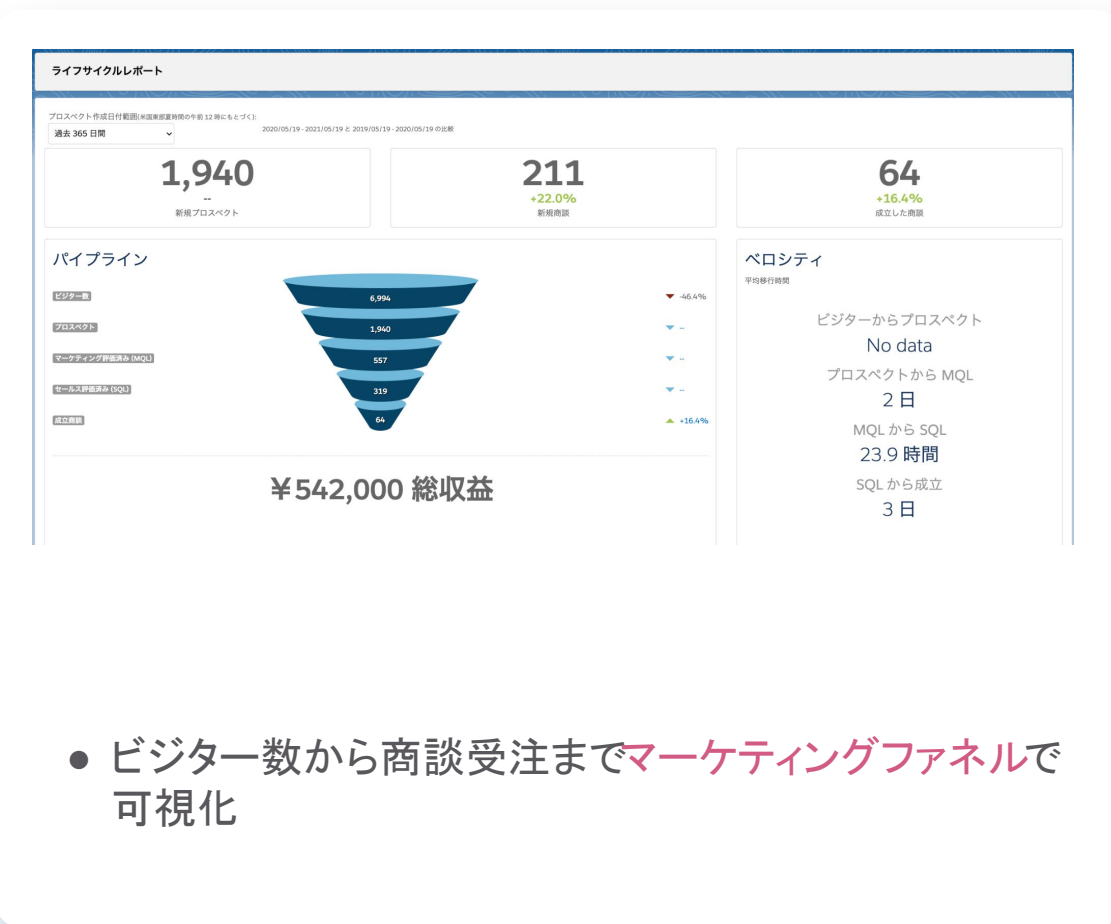 ライフサイクルレポート
プロスペクト作成日付範囲(米国東部夏時間の午前 12 時にもとづく):
過去 365 日間
2020/05/19 - 2021/05/19 と 2019/05/19 - 2020/05/19 の比較
1,940
--
新規プロスペクト
211
+22.0%
新規商談
64
+16.4%
成立した商談
パイプライン
ビジター数
6,994
-46.4%
プロスペクト
1,940
--
マーケティング評価済み (MQL)
557
--
セールス評価済み (SQL)
319
--
成立商談
64
+16.4%
¥542,000 総収益
ベロシティ
平均移行時間
ビジターからプロスペクト
No data
プロスペクトから MQL
2 日
MQL から SQL
23.9 時間
SQL から成立
3 日
● ビジター数から商談受注までマーケティングファネルで
可視化